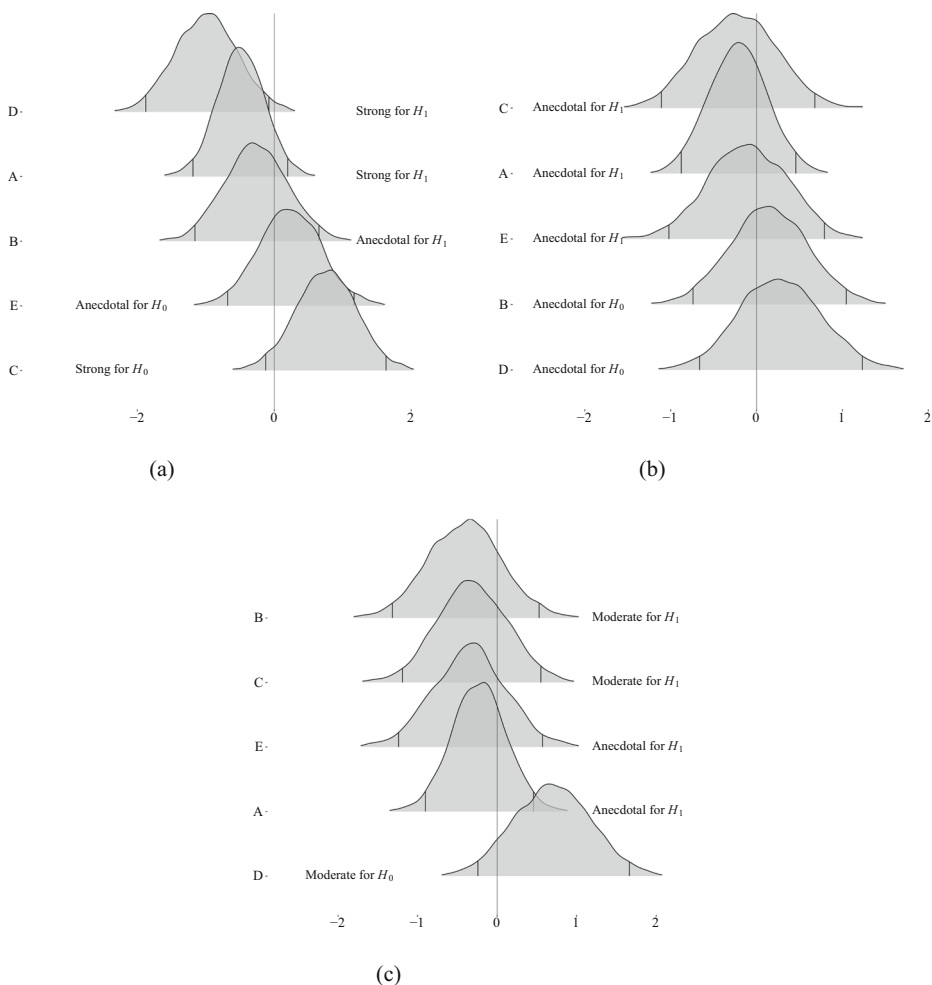 D- Strong for H₁
A- Strong for H₁
B- Anecdotal for H₁
E- Anecdotal for H₀
C- Strong for H₀
−2 0 2
(a)
C- Anecdotal for H₁
A- Anecdotal for H₁
E- Anecdotal for H₁
B- Anecdotal for H₀
D- Anecdotal for H₀
−2 −1 0 1 2
(b)
B- Moderate for H₁
C- Moderate for H₁
E- Anecdotal for H₁
A- Anecdotal for H₁
D- Moderate for H₀
−2 −1 0 1 2
(c)